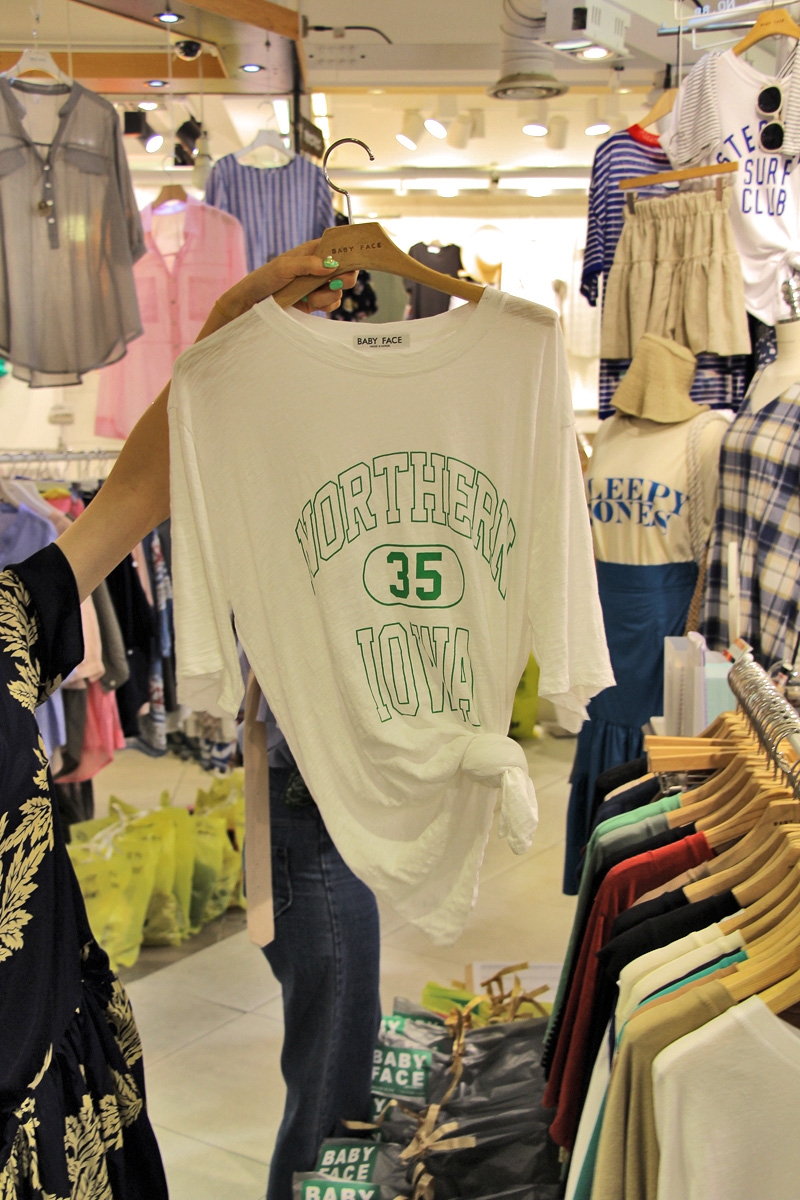 BABY FACE
BABY FACE
NORTHERN
35
IOWA
SURF
CLUB
LEEPY
ONES
BABY
FACE
BABY
FACE
BABY